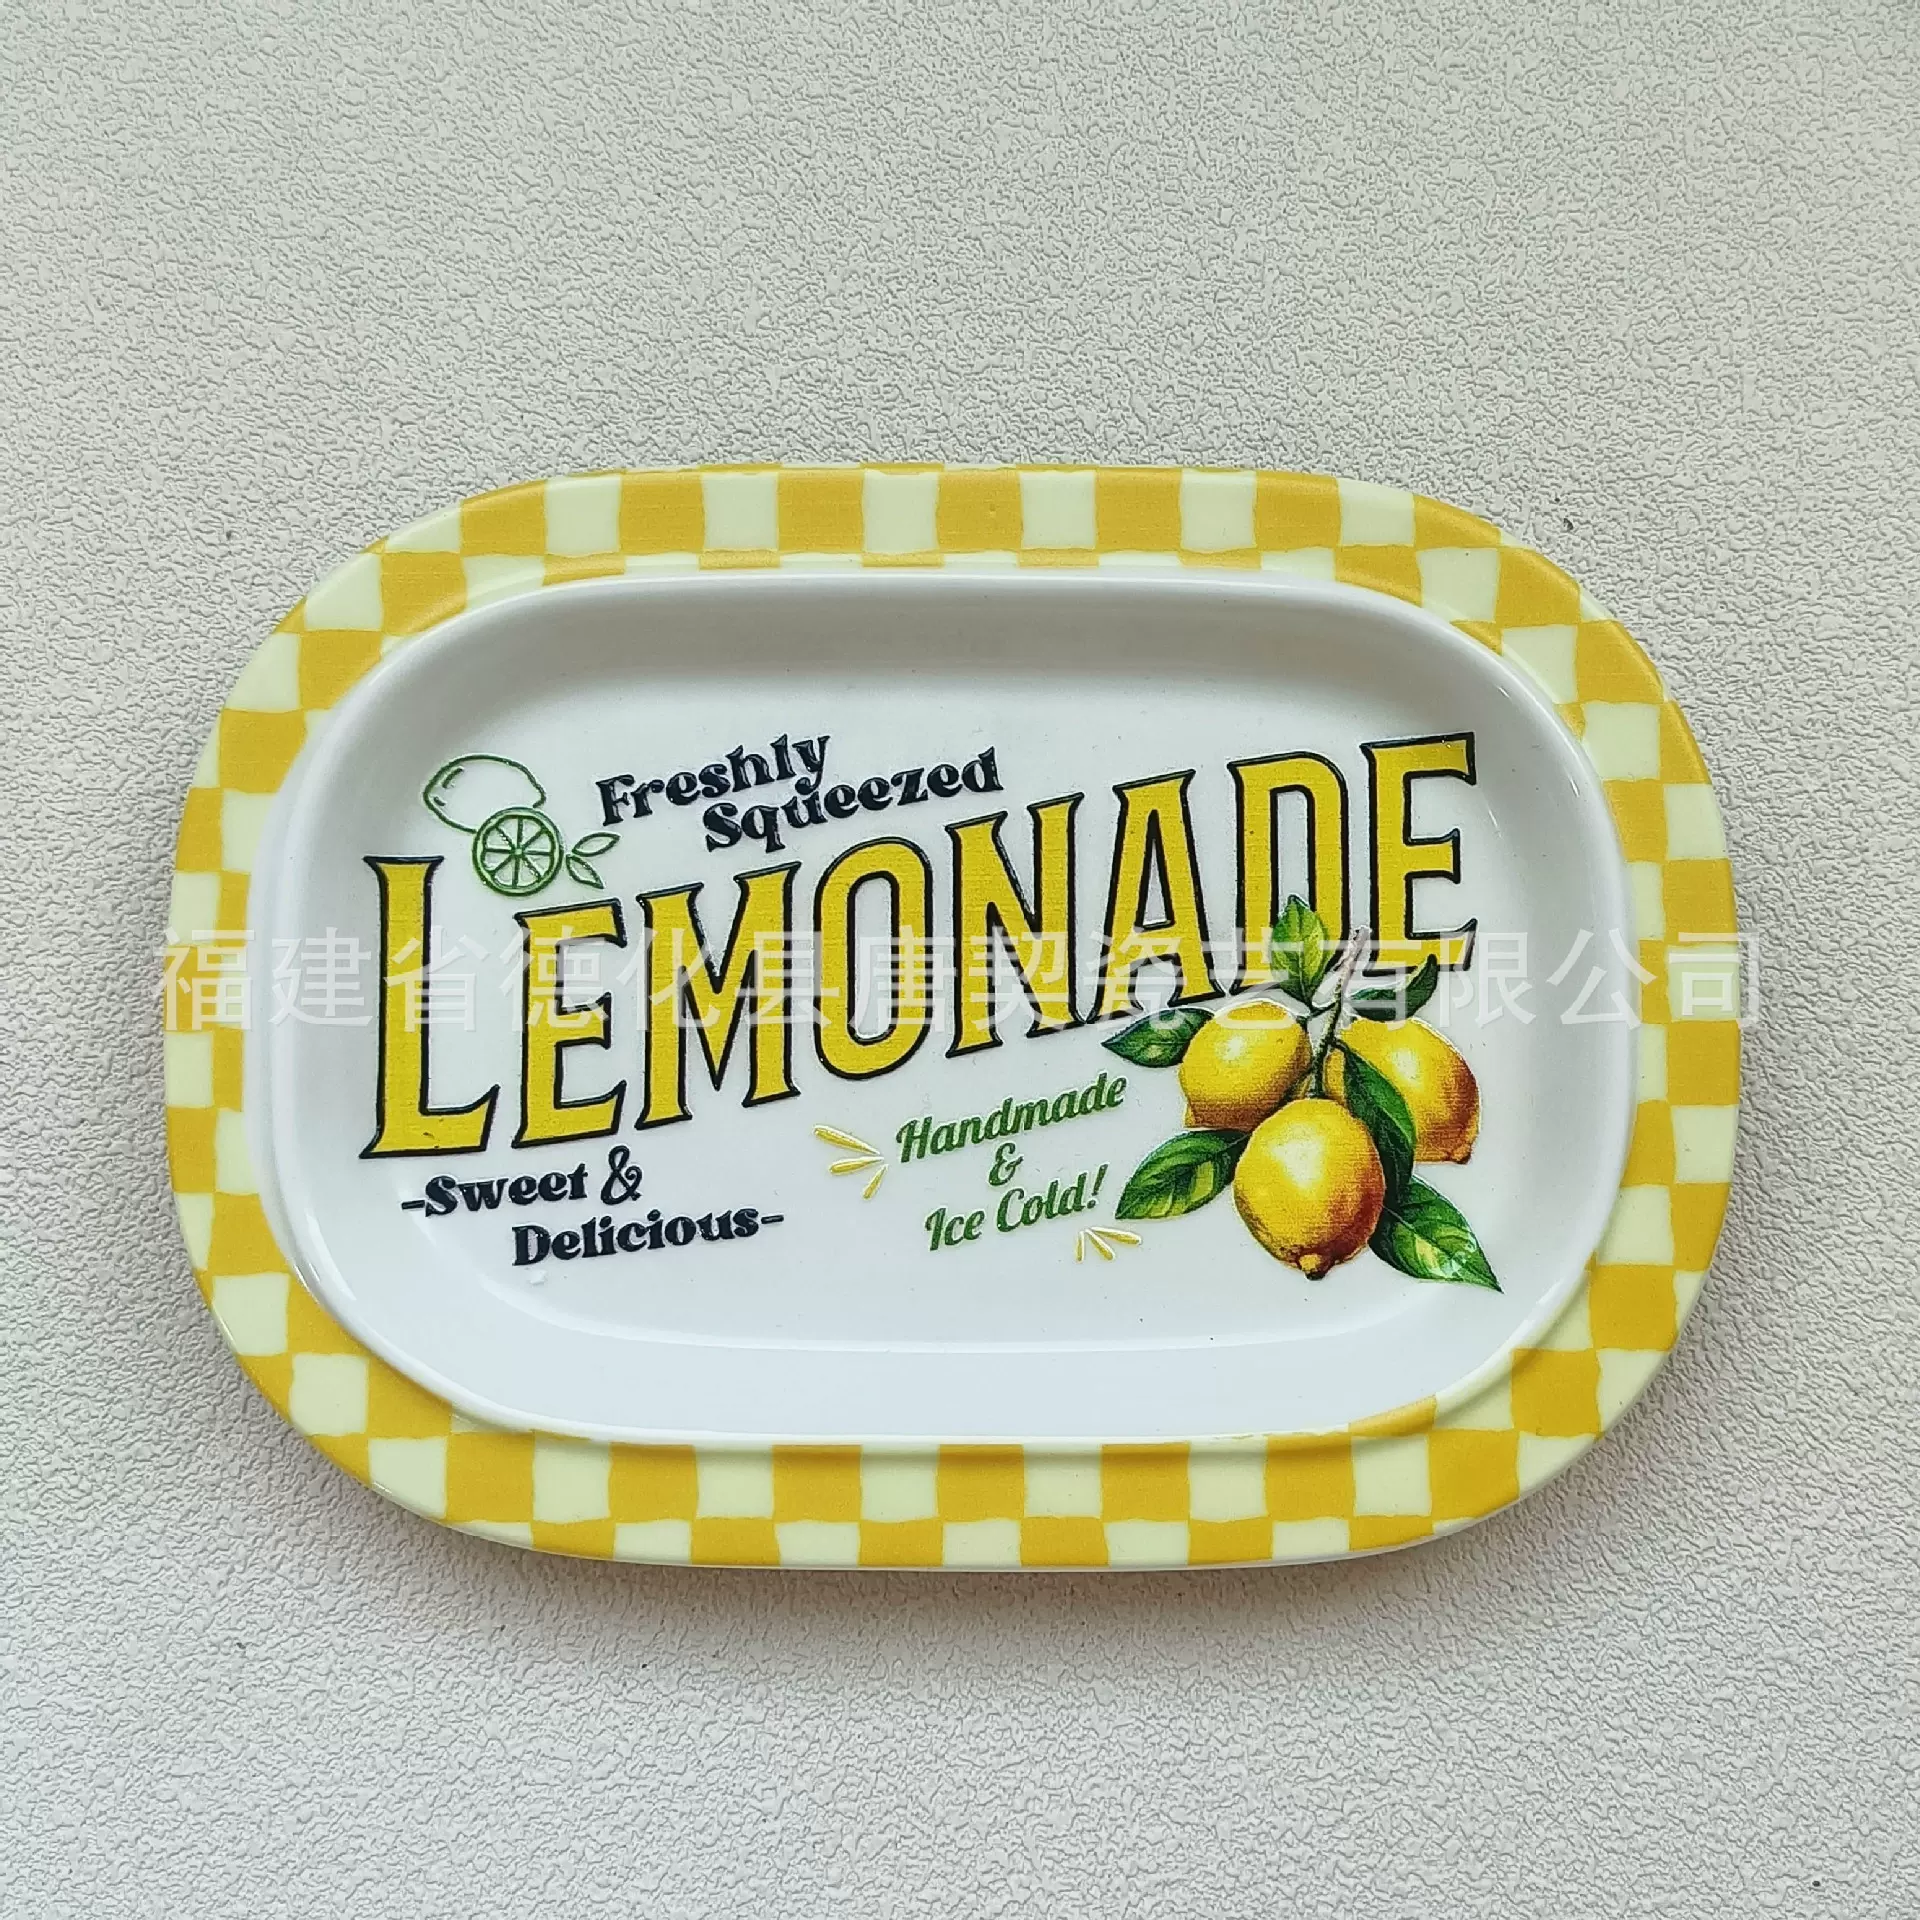 Freshly
Squeezed
LEMONADE
福建省德化县唐契瓷艺有限公司
-Sweet &
Delicious-
Handmade
&
Ice Cold!